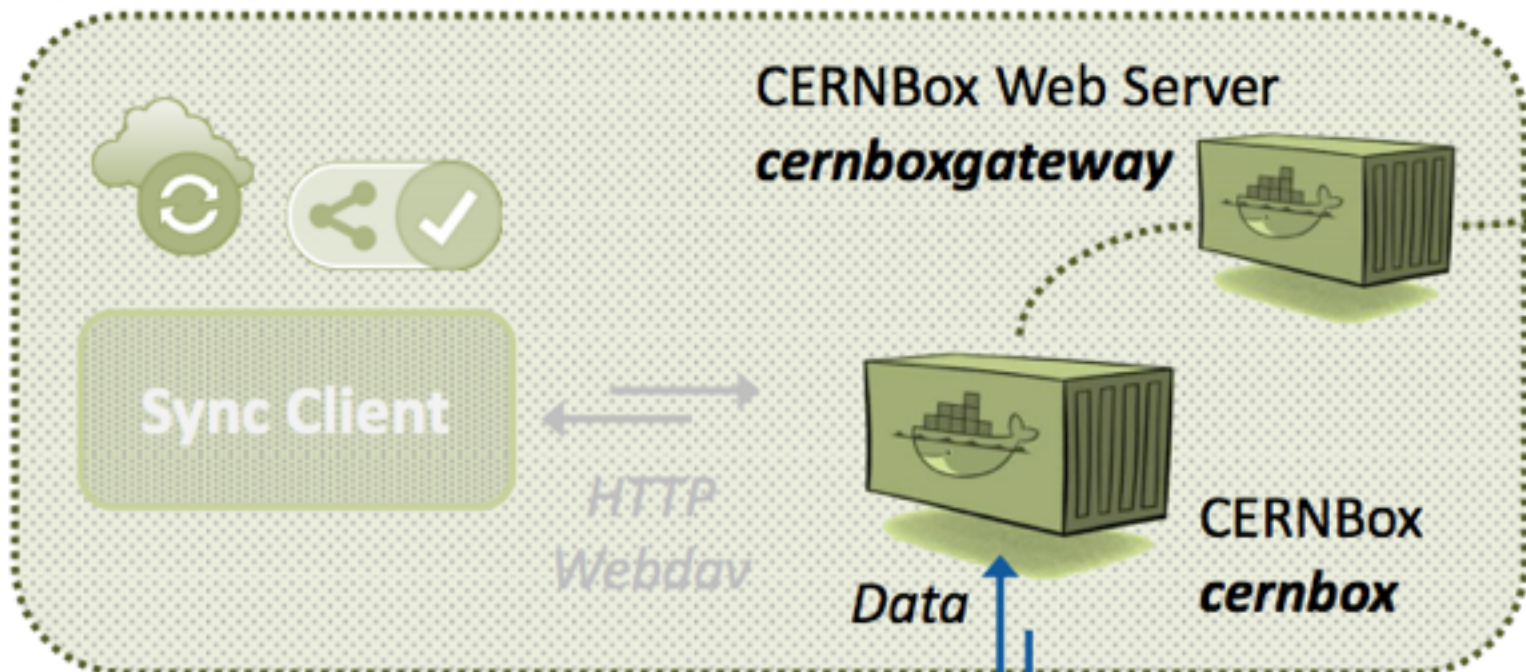 CERNBox Web Server
cernboxgateway
Sync Client
HTTP
Webdav
CERNBox
cernbox
Data